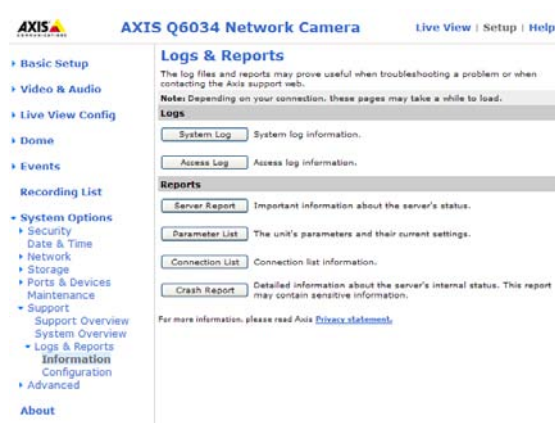 AXIS
COMMUNICATIONS
AXIS Q6034 Network Camera
Live View | Setup | Help
Basic Setup
Video & Audio
Live View Config
Dome
Events
Recording List
System Options
Security
Date & Time
Network
Storage
Ports & Devices
Maintenance
Support
Support Overview
System Overview
Logs & Reports
Information
Configuration
Advanced
About
Logs & Reports
The log files and reports may prove useful when troubleshooting a problem or when
contacting the Axis support web.
Note: Depending on your connection, these pages may take a while to load.
Logs
System Log System log information.
Access Log Access log information.
Reports
Server Report Important information about the server's status.
Parameter List The unit's parameters and their current settings.
Connection List Connection list information.
Crash Report Detailed information about the server's internal status. This report
may contain sensitive information.
For more information, please read Axis Privacy statement.